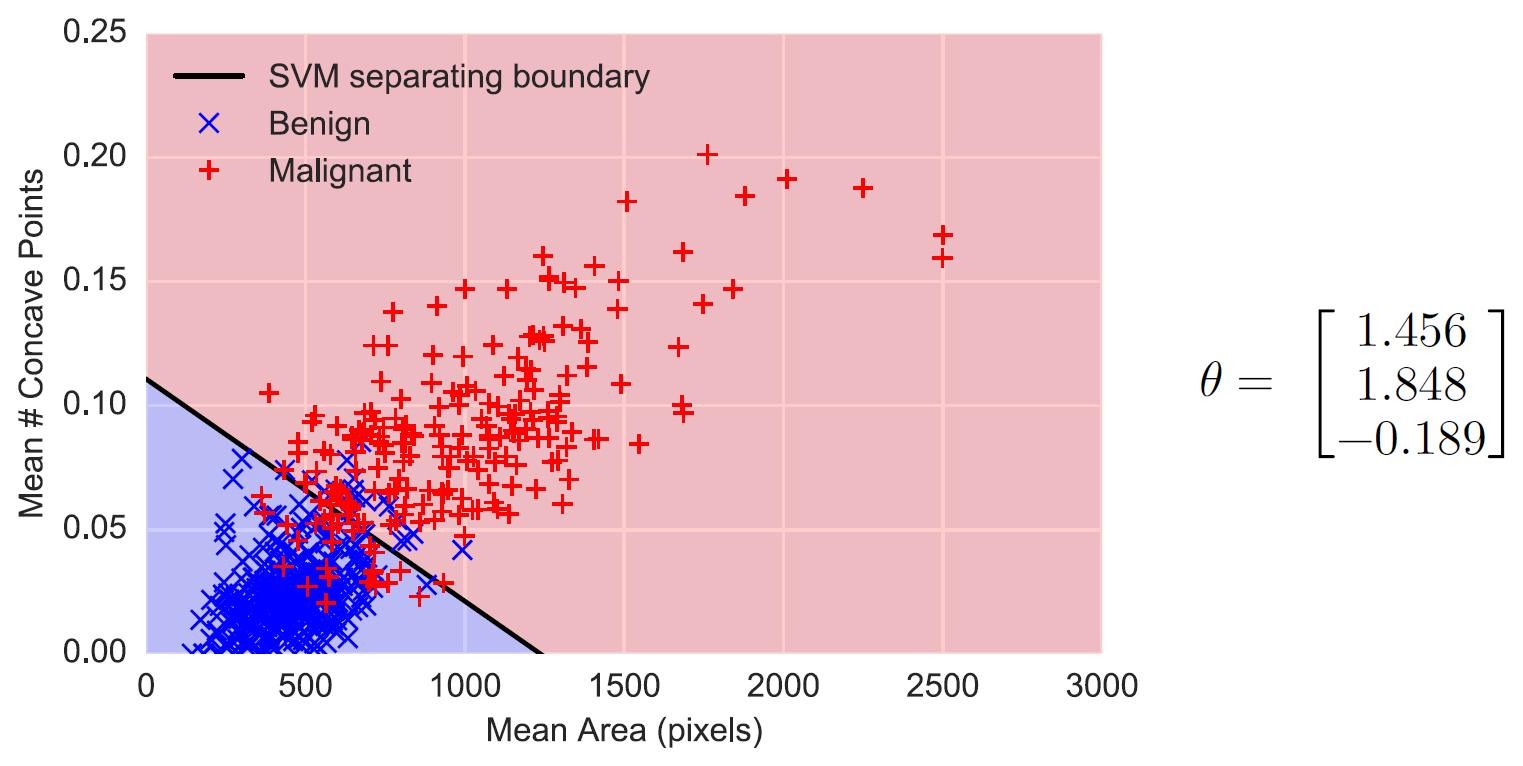 0.25
SVM separating boundary
Benign
Malignant
0.20
0.15
0.10
0.05
0.00
Mean # Concave Points
0 500 1000 1500 2000 2500 3000
Mean Area (pixels)
θ = [1.456
1.848
−0.189]